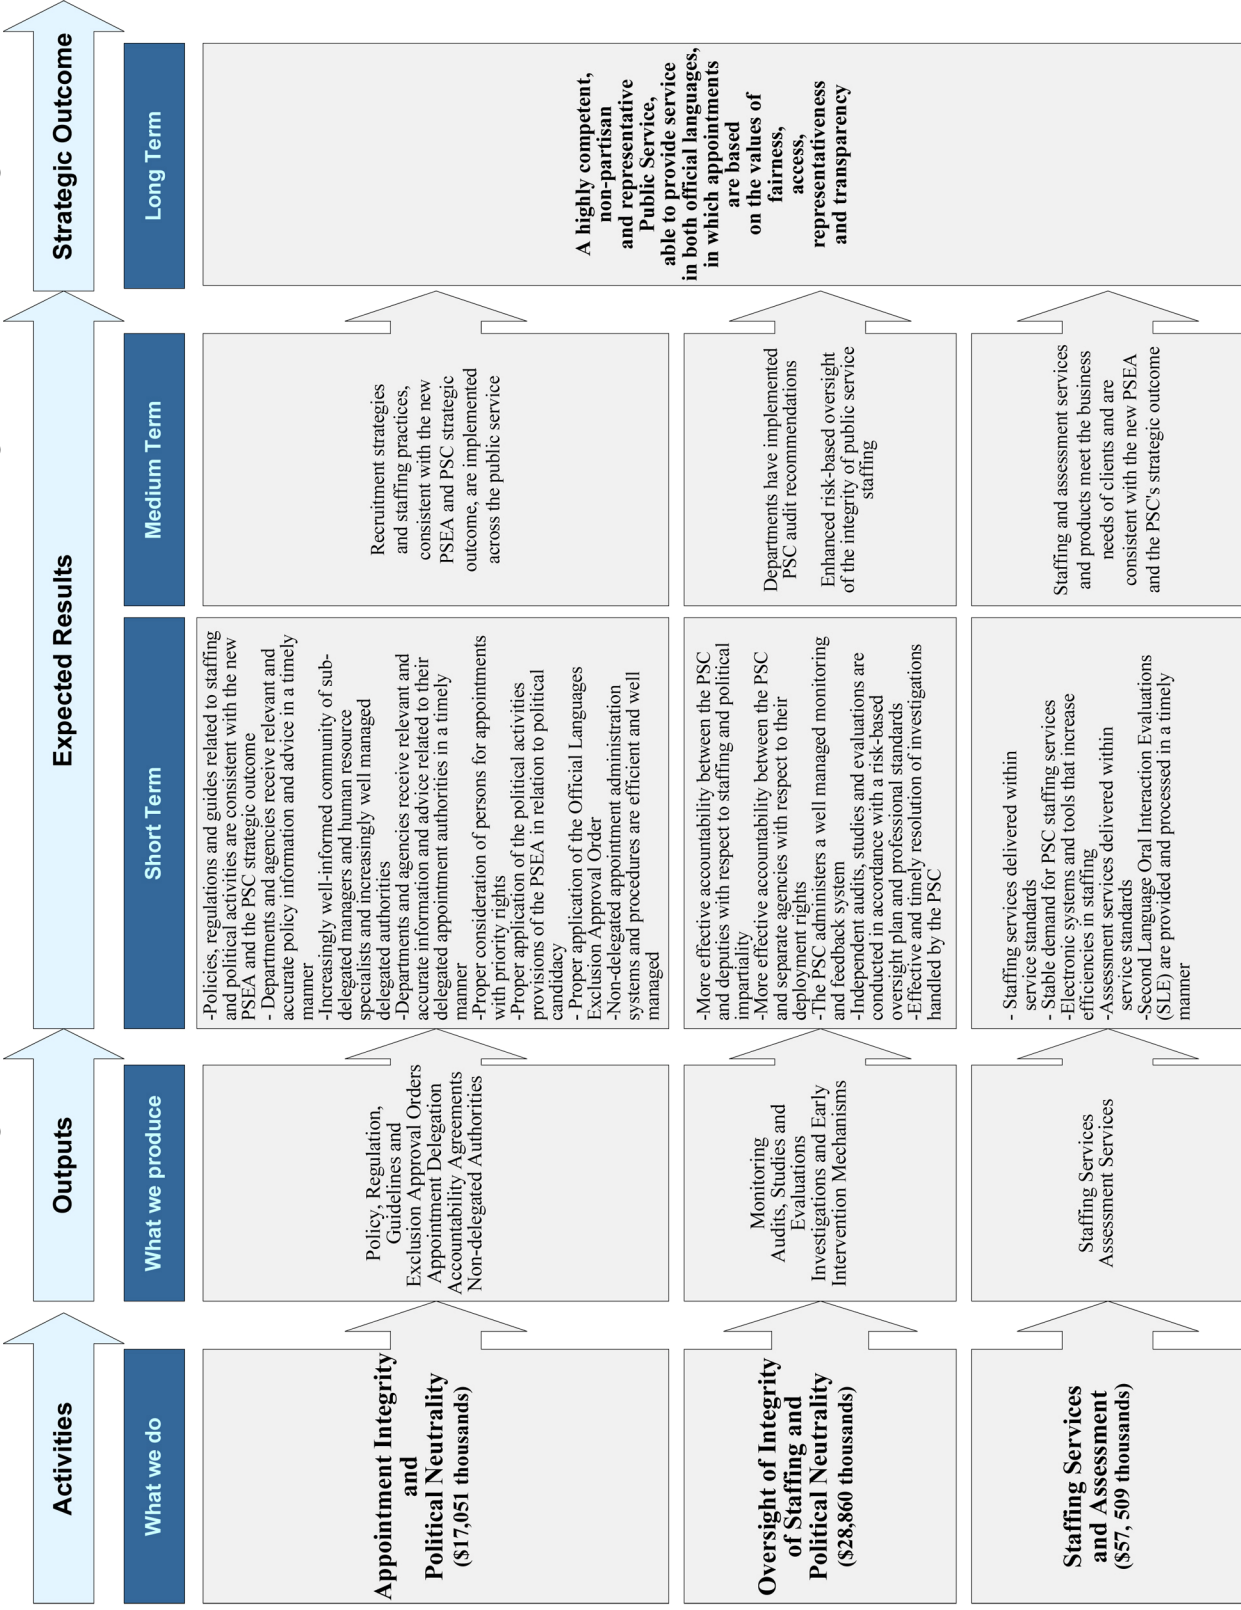 Activities
Outputs
Expected Results
Strategic Outcome
What we do
What we produce
Short Term
Medium Term
Long Term
Appointment Integrity
and
Political Neutrality
($17,051 thousands)
Policy, Regulation,
Guidelines and
Exclusion Approval Orders
Appointment Delegation
Accountability Agreements
Non-delegated Authorities
-Policies, regulations and guides related to staffing
and political activities are consistent with the new
PSEA and the PSC strategic outcome
- Departments and agencies receive relevant and
accurate policy information and advice in a timely
manner
-Increasingly well-informed community of sub-
delegated managers and human resource
specialists and increasingly well managed
delegated authorities
-Departments and agencies receive relevant and
accurate information and advice related to their
delegated appointment authorities in a timely
manner
-Proper consideration of persons for appointments
with priority rights
-Proper application of the political activities
provisions of the PSEA in relation to political
candidacy
- Proper application of the Official Languages
Exclusion Approval Order
-Non-delegated appointment administration
systems and procedures are efficient and well
managed
Recruitment strategies
and staffing practices,
consistent with the new
PSEA and PSC strategic
outcome, are implemented
across the public service
Oversight of Integrity
of Staffing and
Political Neutrality
($28,860 thousands)
Monitoring
Audits, Studies and
Evaluations
Investigations and Early
Intervention Mechanisms
-More effective accountability between the PSC
and deputies with respect to staffing and political
impartiality
-More effective accountability between the PSC
and separate agencies with respect to their
deployment rights
-The PSC administers a well managed monitoring
and feedback system
-Independent audits, studies and evaluations are
conducted in accordance with a risk-based
oversight plan and professional standards
-Effective and timely resolution of investigations
handled by the PSC
Departments have implemented
PSC audit recommendations
Enhanced risk-based oversight
of the integrity of public service
staffing
Staffing Services
and Assessment
($57, 509 thousands)
Staffing Services
Assessment Services
- Staffing services delivered within
service standards
- Stable demand for PSC staffing services
-Electronic systems and tools that increase
efficiencies in staffing
-Assessment services delivered within
service standards
-Second Language Oral Interaction Evaluations
(SLE) are provided and processed in a timely
manner
Staffing and assessment services
and products meet the business
needs of clients and are
consistent with the new PSEA
and the PSC's strategic outcome
A highly competent,
non-partisan
and representative
Public Service,
able to provide service
in both official languages,
in which appointments
are based
on the values of
fairness,
access,
representativeness
and transparency